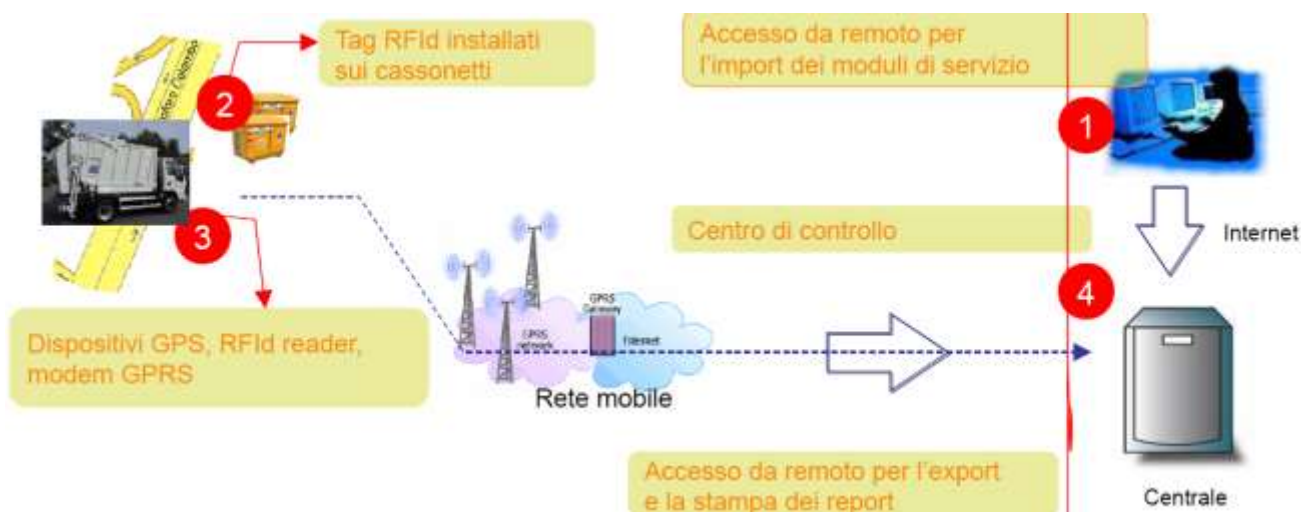 Tag RFId installati
sui cassonetti
Accesso da remoto per
l'import dei moduli di servizio
2
1
3
Centro di controllo
Internet
4
Dispositivi GPS, RFId reader,
modem GPRS
GPRS
Gateway
GPRS
network
Internet
Rete mobile
Accesso da remoto per l'export
e la stampa dei report
Centrale